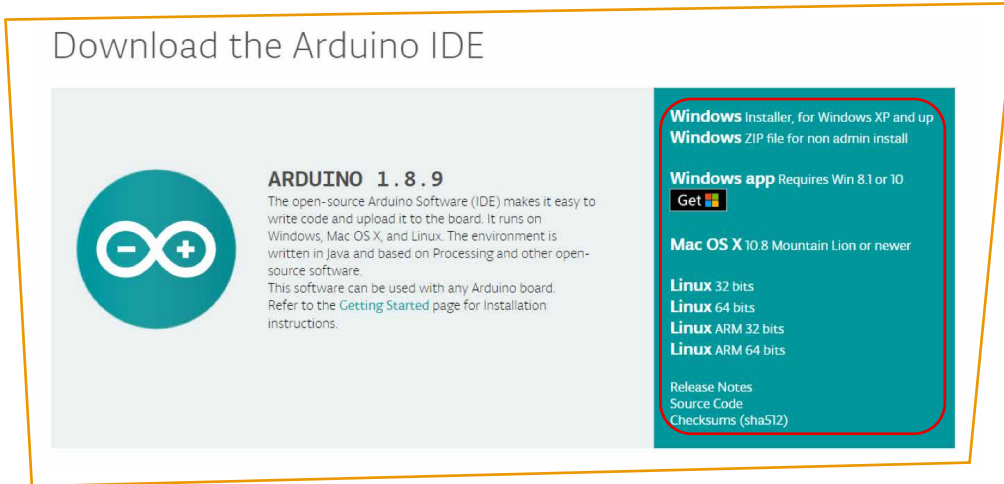 Download the Arduino IDE
ARDUINO 1.8.9
The open-source Arduino Software (IDE) makes it easy to
write code and upload it to the board. It runs on
Windows, Mac OS X, and Linux. The environment is
written in Java and based on Processing and other open-
source software.
This software can be used with any Arduino board.
Refer to the Getting Started page for Installation
instructions.
Windows Installer, for Windows XP and up
Windows ZIP file for non admin install
Windows app Requires Win 8.1 or 10
Get
Mac OS X 10.8 Mountain Lion or newer
Linux 32 bits
Linux 64 bits
Linux ARM 32 bits
Linux ARM 64 bits
Release Notes
Source Code
Checksums (sha512)